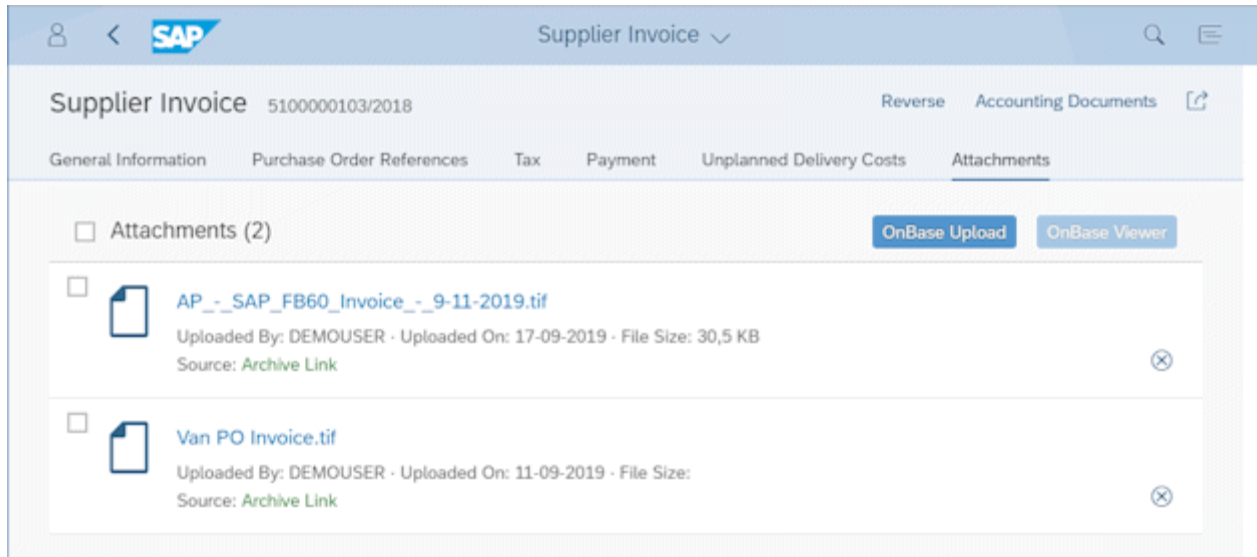 SAP
Supplier Invoice
Supplier Invoice 5100000103/2018
Reverse Accounting Documents
General Information Purchase Order References Tax Payment Unplanned Delivery Costs Attachments
Attachments (2)
OnBase Upload OnBase Viewer
AP_-_SAP_FB60_Invoice_-_9-11-2019.tif
Uploaded By: DEMOUSER · Uploaded On: 17-09-2019 · File Size: 30,5 KB
Source: Archive Link
Van PO Invoice.tif
Uploaded By: DEMOUSER · Uploaded On: 11-09-2019 · File Size:
Source: Archive Link